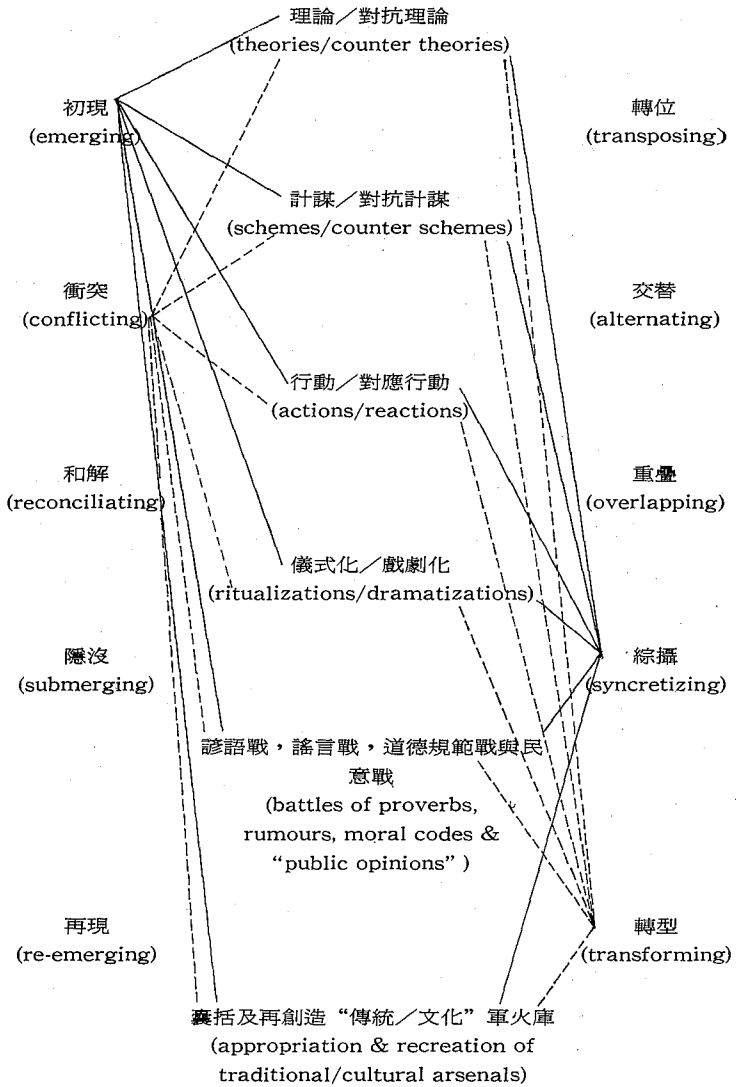 理論／對抗理論
(theories/counter theories)
初現
(emerging)
轉位
(transposing)
計謀／對抗計謀
(schemes/counter schemes)
衝突
(conflicting)
交替
(alternating)
行動／對應行動
(actions/reactions)
和解
(reconciliating)
重疊
(overlapping)
儀式化／戲劇化
(ritualizations/dramatizations)
隱沒
(submerging)
綜攝
(syncretizing)
諺語戰，謠言戰，道德規範戰與民
意戰
(battles of proverbs,
rumours, moral codes &
“public opinions” )
再現
(re-emerging)
轉型
(transforming)
囊括及再創造“傳統／文化”軍火庫
(appropriation & recreation of
traditional/cultural arsenals)